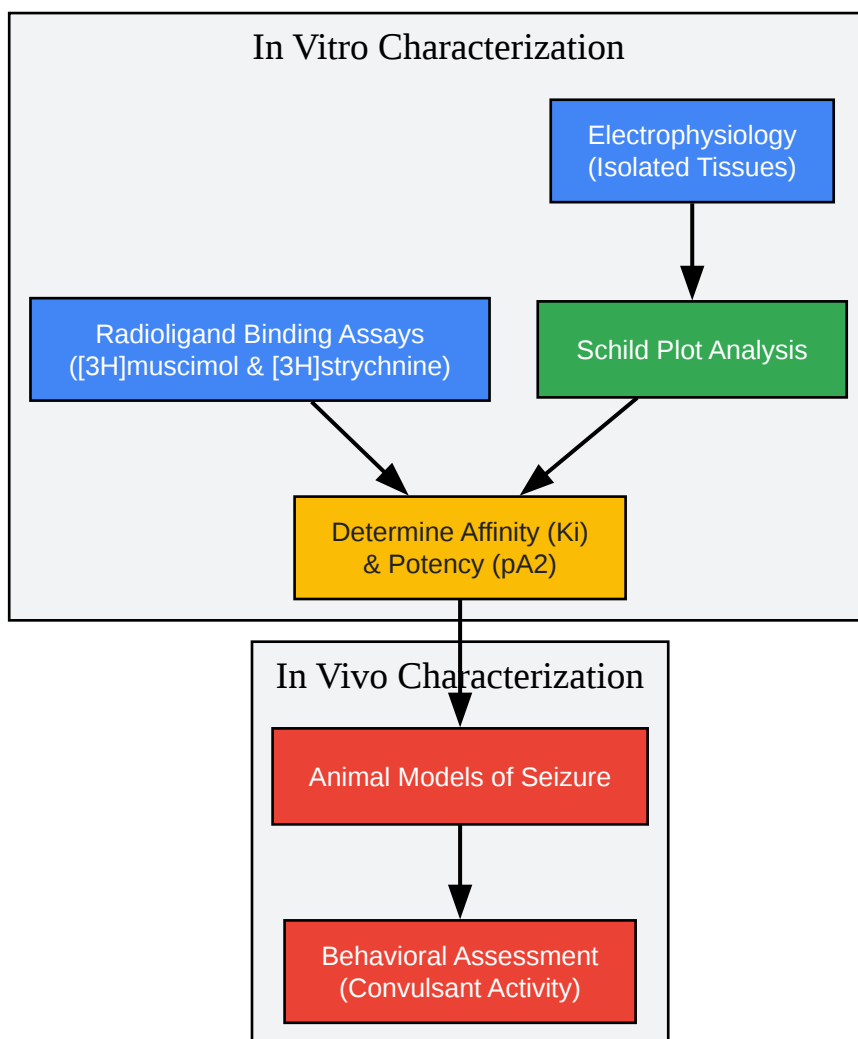 In Vitro Characterization
Electrophysiology
(Isolated Tissues)
Radioligand Binding Assays
([3H]muscimol & [3H]strychnine)
Schild Plot Analysis
Determine Affinity (Ki)
& Potency (pA2)
In Vivo Characterization
Animal Models of Seizure
Behavioral Assessment
(Convulsant Activity)